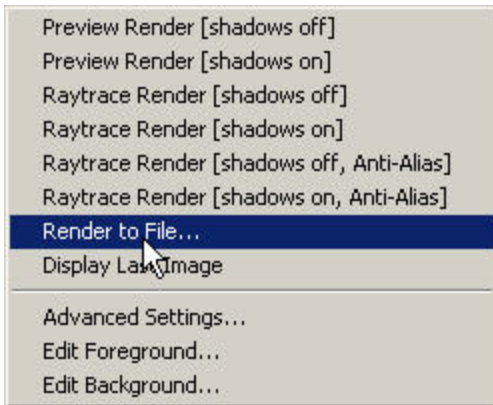 Preview Render [shadows off]
Preview Render [shadows on]
Raytrace Render [shadows off]
Raytrace Render [shadows on]
Raytrace Render [shadows off, Anti-Alias]
Raytrace Render [shadows on, Anti-Alias]
Render to File...
Display Last Image
Advanced Settings...
Edit Foreground...
Edit Background...